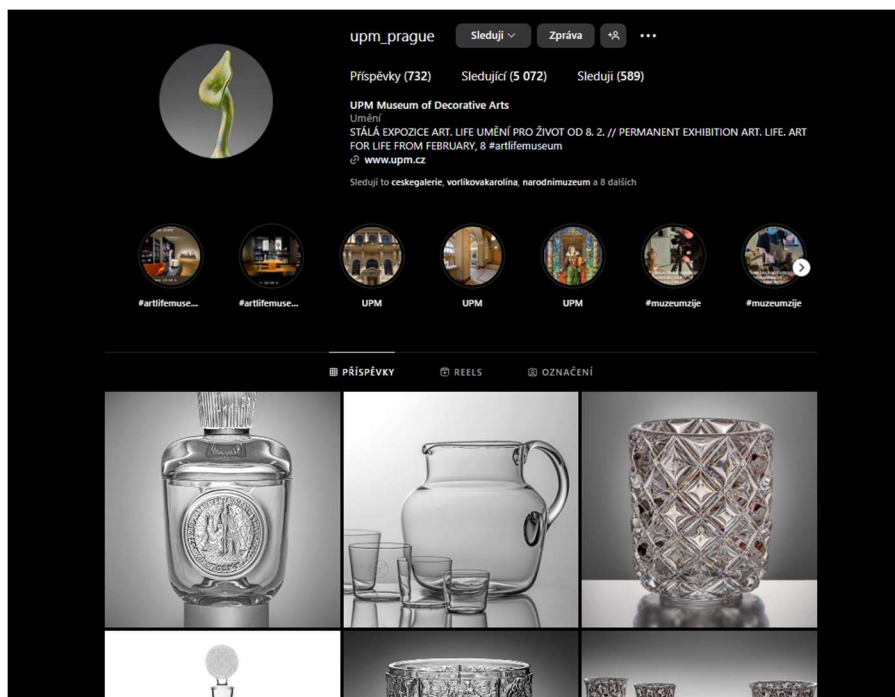 upm_prague
Sleduji
Zpráva
Příspěvky (732)
Sledující (5 072)
Sleduji (589)
UPM Museum of Decorative Arts
Umění
STÁLÁ EXPOZICE ART. LIFE UMĚNÍ PRO ŽIVOT OD 8. 2. // PERMANENT EXHIBITION ART. LIFE. ART
FOR LIFE FROM FEBRUARY, 8 #artlifemuseum
www.upm.cz
Sledují to ceskegalerie, vorlikovakarolina, narodnimuzeum a 8 dalších
#artlifemuse...
#artlifemuse...
UPM
UPM
UPM
#muzeumzije
#muzeumzije
PŘÍSPĚVKY
REELS
OZNAČENÍ